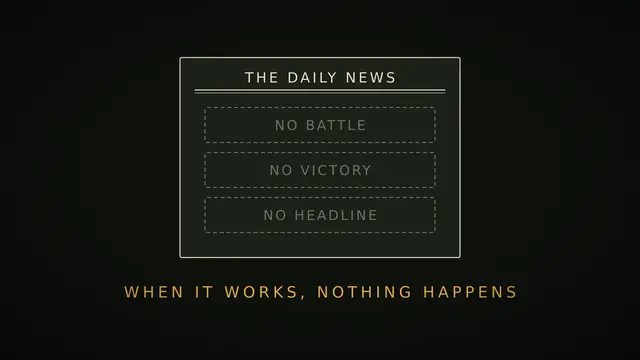 THE DAILY NEWS
NO BATTLE
NO VICTORY
NO HEADLINE
WHEN IT WORKS, NOTHING HAPPENS